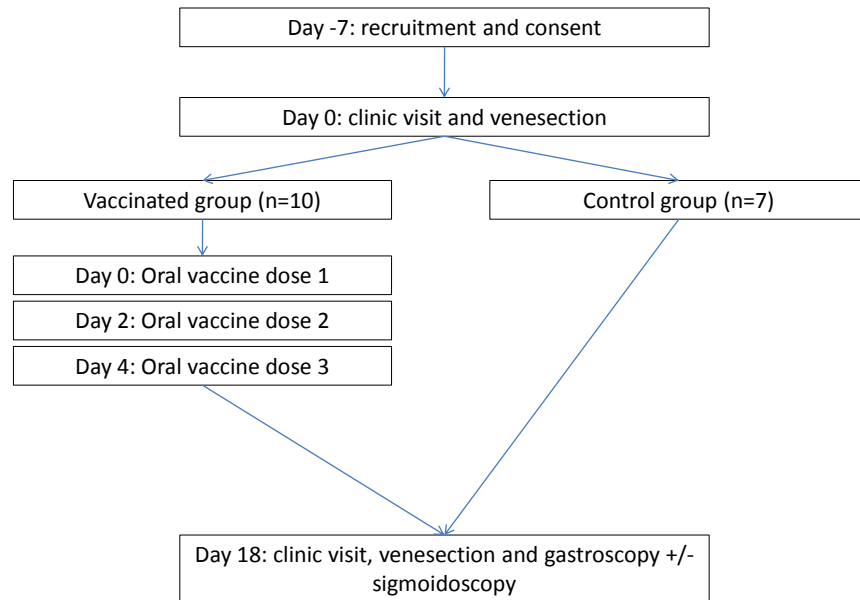 Day -7: recruitment and consent
Day 0: clinic visit and venesection
Vaccinated group (n=10)
Control group (n=7)
Day 0: Oral vaccine dose 1
Day 2: Oral vaccine dose 2
Day 4: Oral vaccine dose 3
Day 18: clinic visit, venesection and gastroscopy +/-
sigmoidoscopy